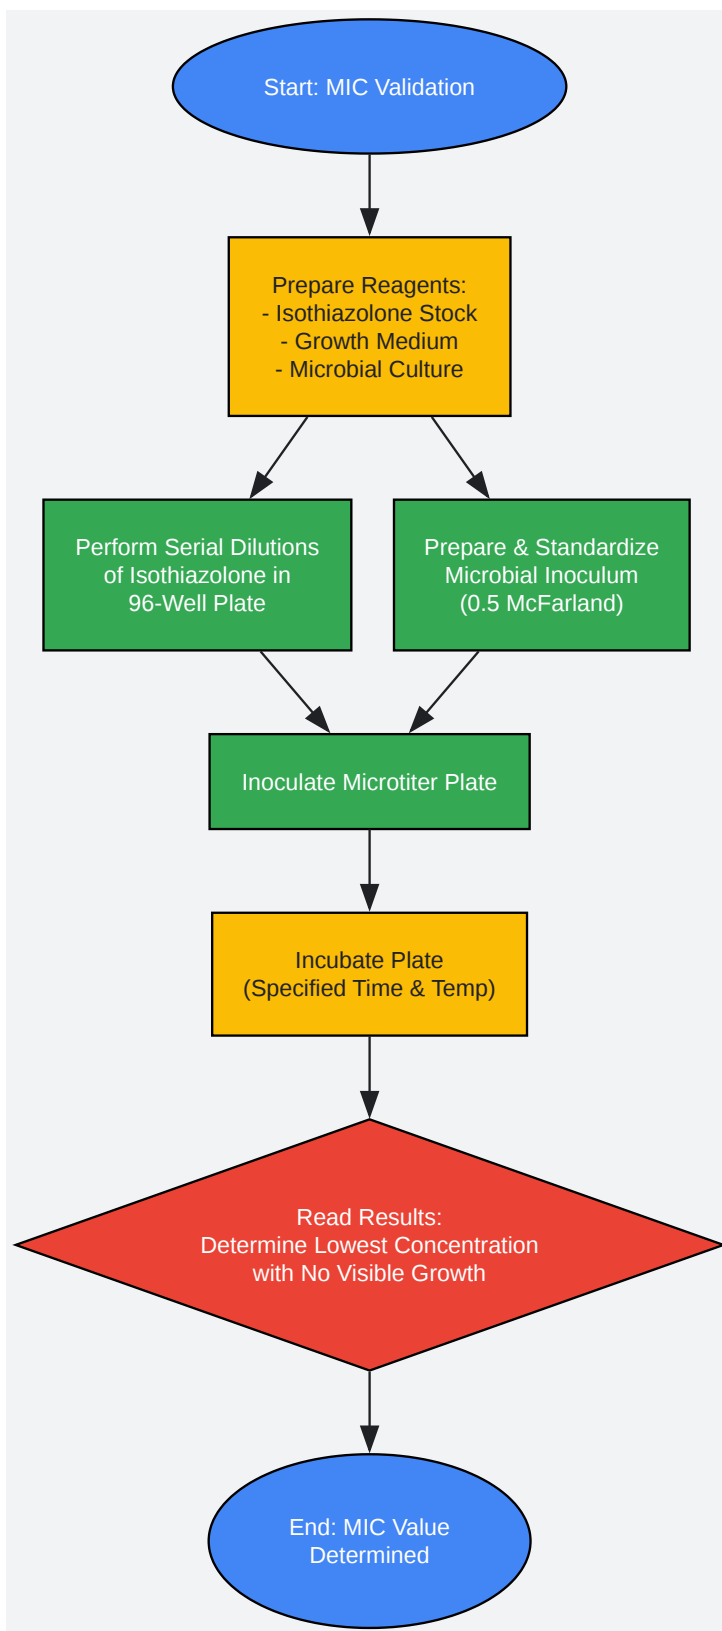 Start: MIC Validation
Prepare Reagents:
- Isothiazolone Stock
- Growth Medium
- Microbial Culture
Perform Serial Dilutions
of Isothiazolone in
96-Well Plate
Prepare & Standardize
Microbial Inoculum
(0.5 McFarland)
Inoculate Microtiter Plate
Incubate Plate
(Specified Time & Temp)
Read Results:
Determine Lowest Concentration
with No Visible Growth
End: MIC Value
Determined